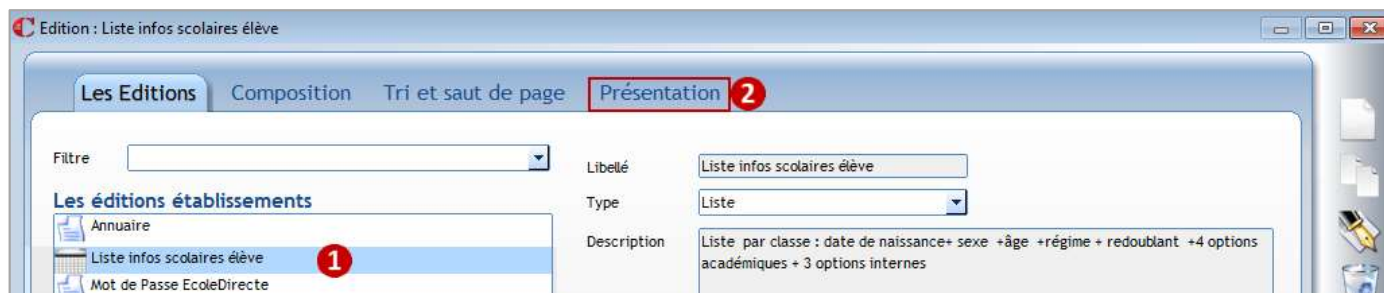 Edition : Liste infos scolaires élève
Les Editions Composition Tri et saut de page Présentation 2
Filtre
Libellé Liste infos scolaires élève
Les éditions établissements
Type Liste
Annuaire
Description Liste par classe : date de naissance+ sexe +âge +régime + redoublant +4 options
académiques + 3 options internes
Liste infos scolaires élève 1
Mot de Passe EcoleDirecte